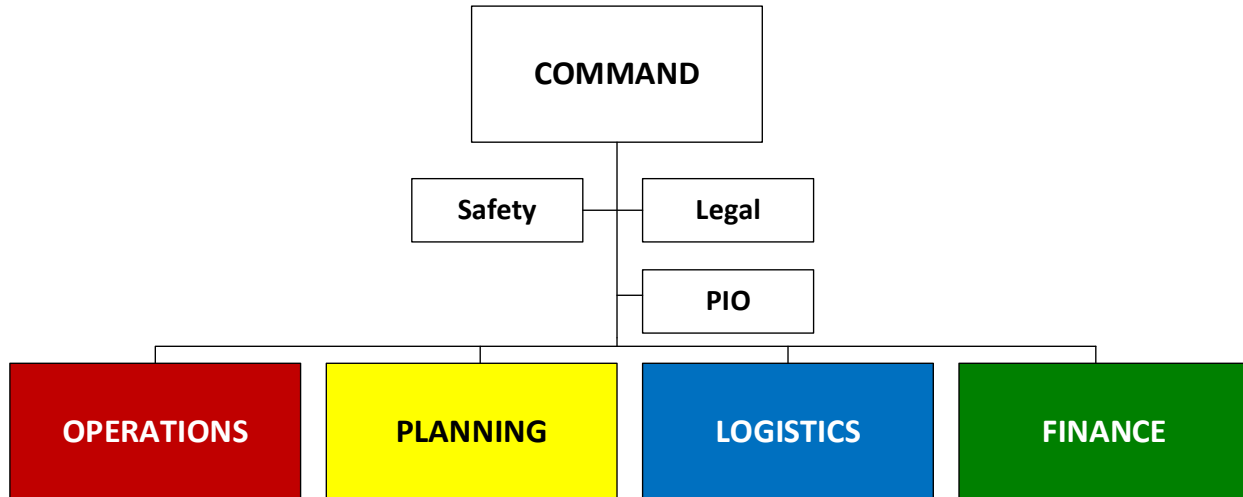 COMMAND
Safety
Legal
PIO
OPERATIONS
PLANNING
LOGISTICS
FINANCE